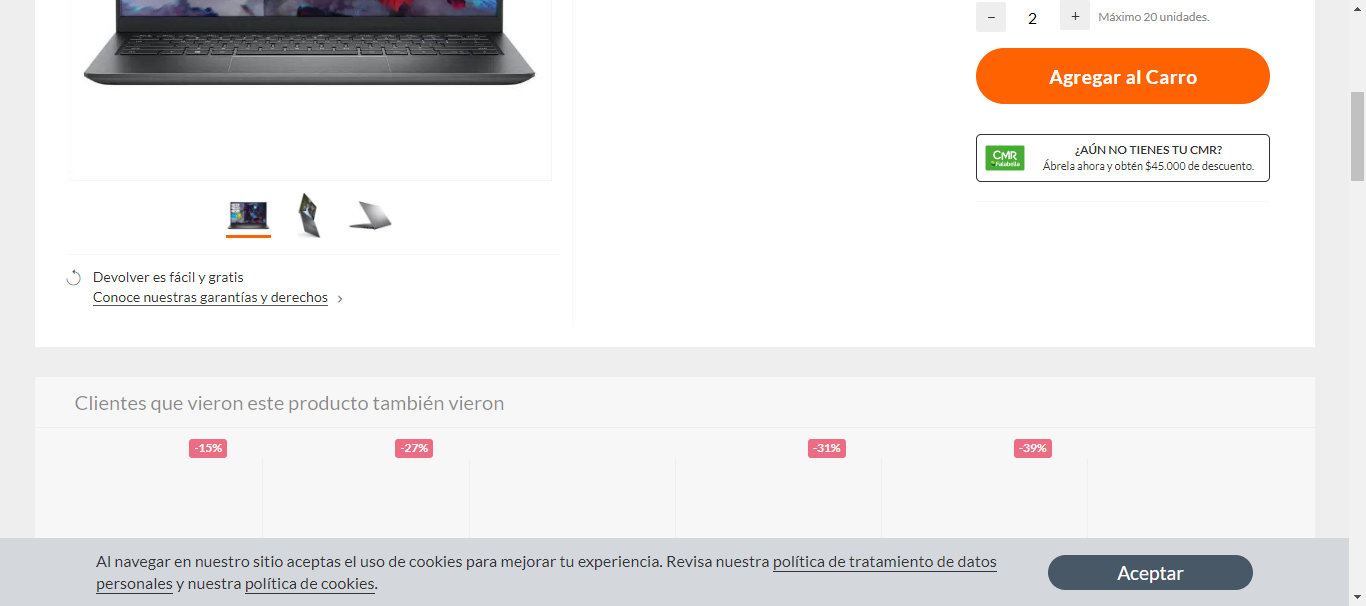 −
2
+
Máximo 20 unidades.
Agregar al Carro
CMR
Falabella
¿AÚN NO TIENES TU CMR?
Ábrela ahora y obtén $45.000 de descuento.
Devolver es fácil y gratis
Conoce nuestras garantías y derechos
Clientes que vieron este producto también vieron
-15%
-27%
-31%
-39%
Al navegar en nuestro sitio aceptas el uso de cookies para mejorar tu experiencia. Revisa nuestra política de tratamiento de datos
personales y nuestra política de cookies.
Aceptar